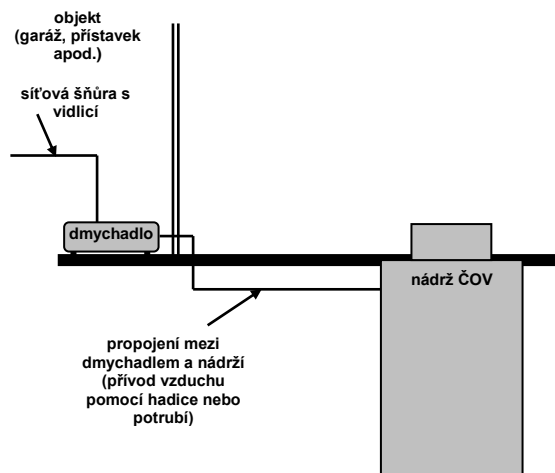 objekt
(garáž, přístavek
apod.)
síťová šňůra s
vidlicí
dmychadlo
nádrž ČOV
propojení mezi
dmychadlem a nádrží
(přívod vzduchu
pomocí hadice nebo
potrubí)